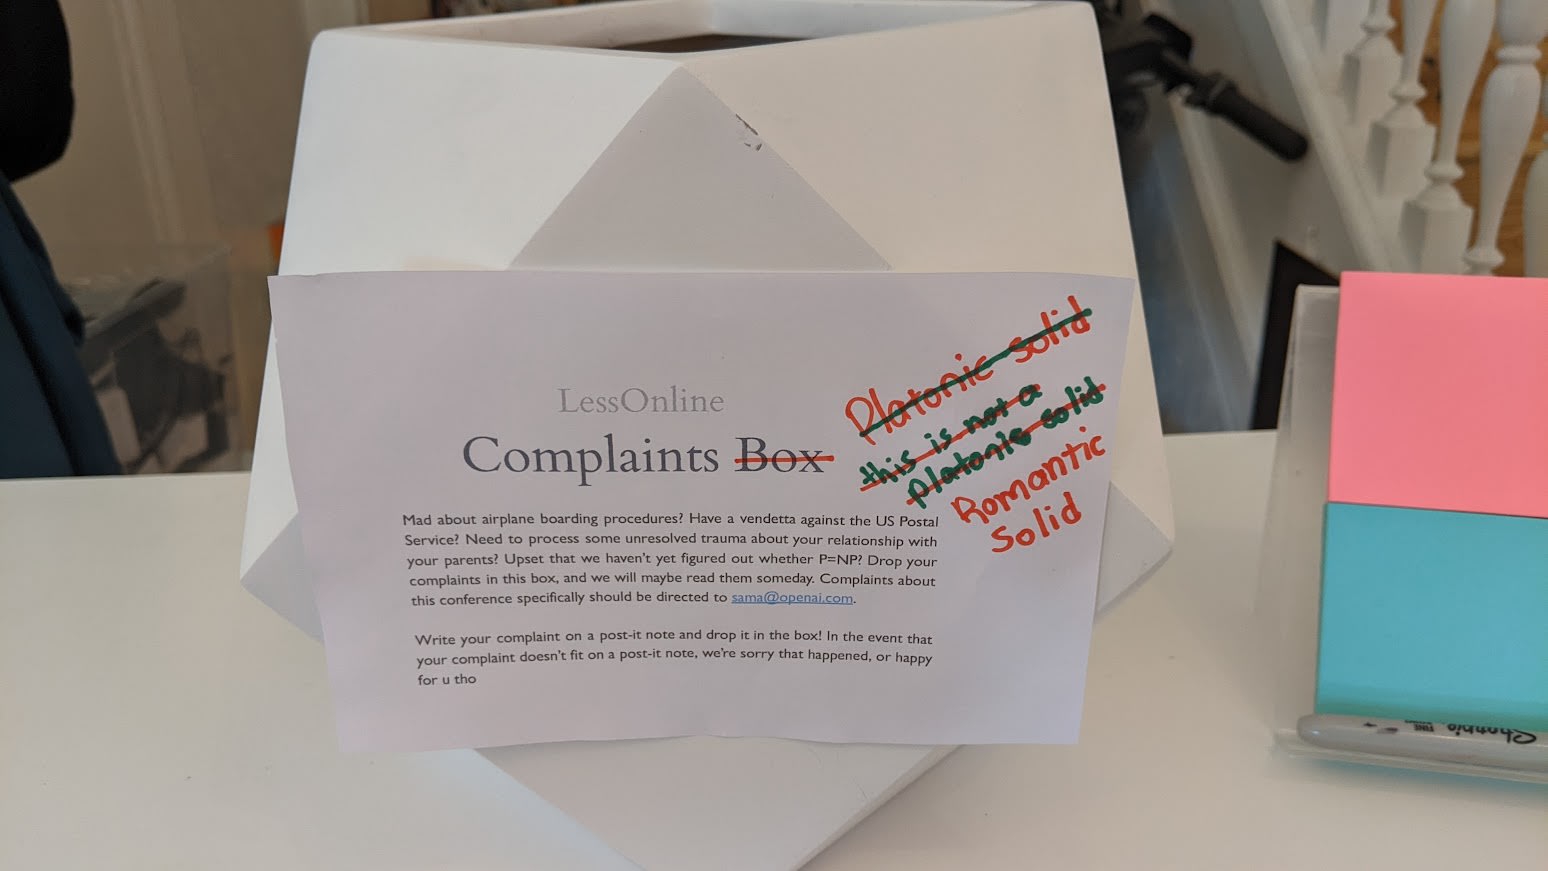 LessOnline
Complaints Box
Platonic solid
this is not a
platonic solid
Romantic
Solid
Mad about airplane boarding procedures? Have a vendetta against the US Postal
Service? Need to process some unresolved trauma about your relationship with
your parents? Upset that we haven't yet figured out whether P=NP? Drop your
complaints in this box, and we will maybe read them someday. Complaints about
this conference specifically should be directed to sama@openai.com.
Write your complaint on a post-it note and drop it in the box! In the event that
your complaint doesn't fit on a post-it note, we're sorry that happened, or happy
for u tho
Sharpie
FINE